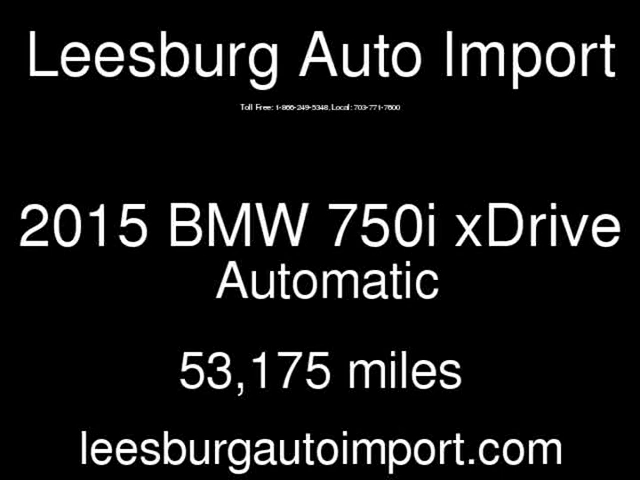 Leesburg Auto Import
Toll Free: 1-866-249-5348, Local: 703-771-7600
2015 BMW 750i xDrive
Automatic
53,175 miles
leesburgautoimport.com